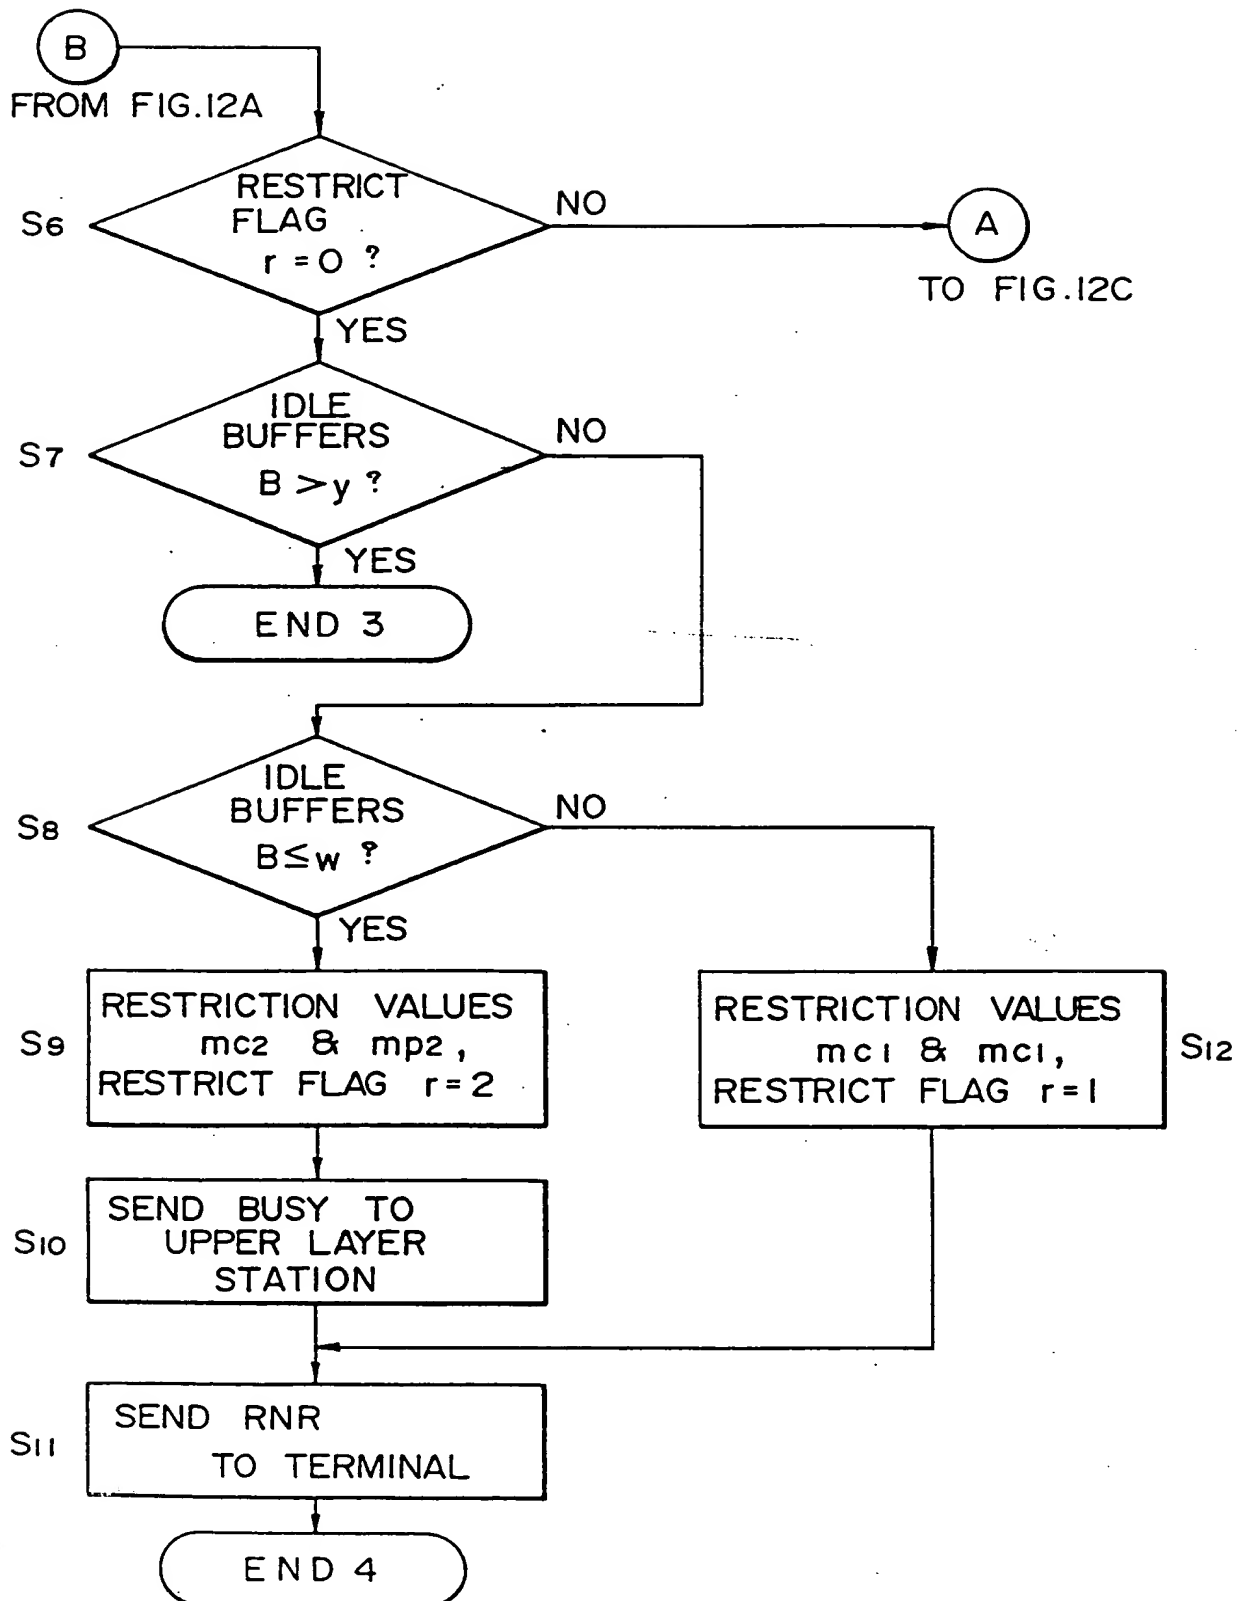 B
FROM FIG.12A
S6
RESTRICT
FLAG
r = 0 ?
NO
A
TO FIG.12C
YES
S7
IDLE
BUFFERS
B > y ?
NO
YES
END 3
S8
IDLE
BUFFERS
B ≤ w ?
NO
YES
S9
RESTRICTION VALUES
mc2 & mp2,
RESTRICT FLAG r = 2
RESTRICTION VALUES
mc1 & mc1,
RESTRICT FLAG r = 1
S12
S10
SEND BUSY TO
UPPER LAYER
STATION
S11
SEND RNR
TO TERMINAL
END 4